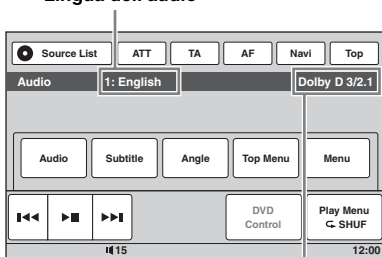 Lingua dell'audio
Source List ATT TA AF Navi Top
Audio 1: English Dolby D 3/2.1
Audio Subtitle Angle Top Menu Menu
DVD Control Play Menu SHUF
15 12:00